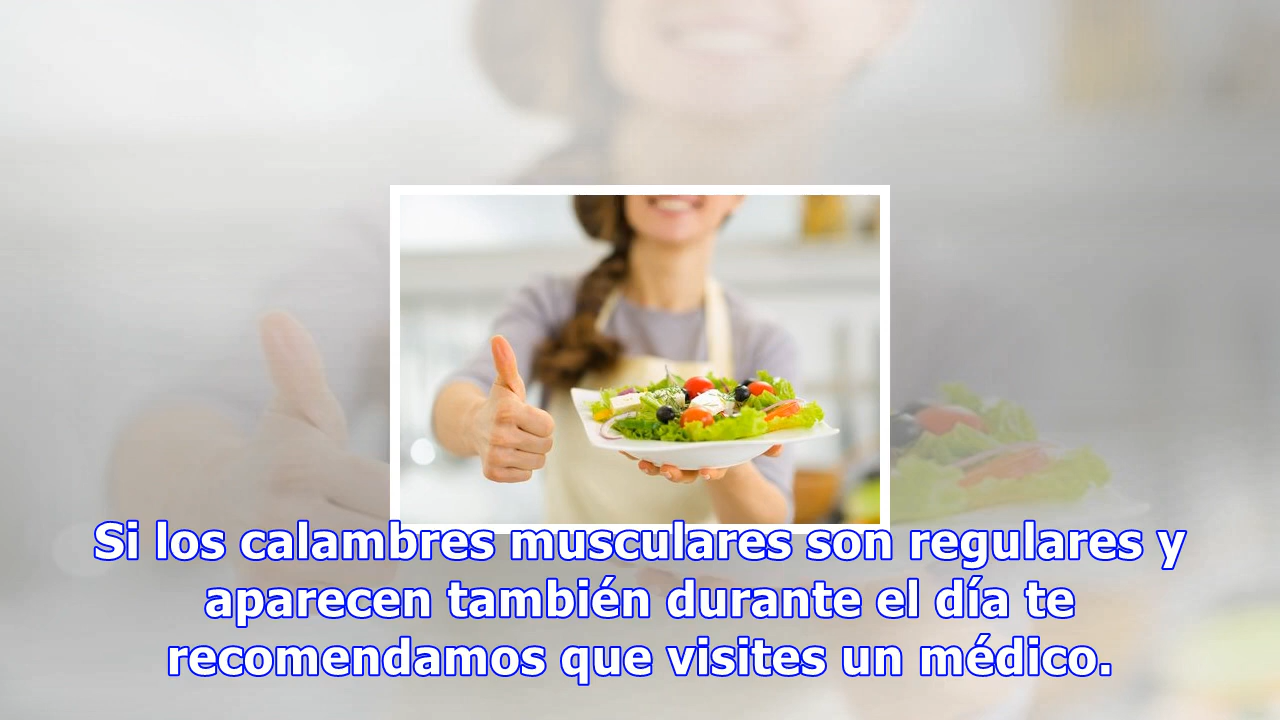 Si los calambres musculares son regulares y
aparecen también durante el día te
recomendamos que visites un médico.